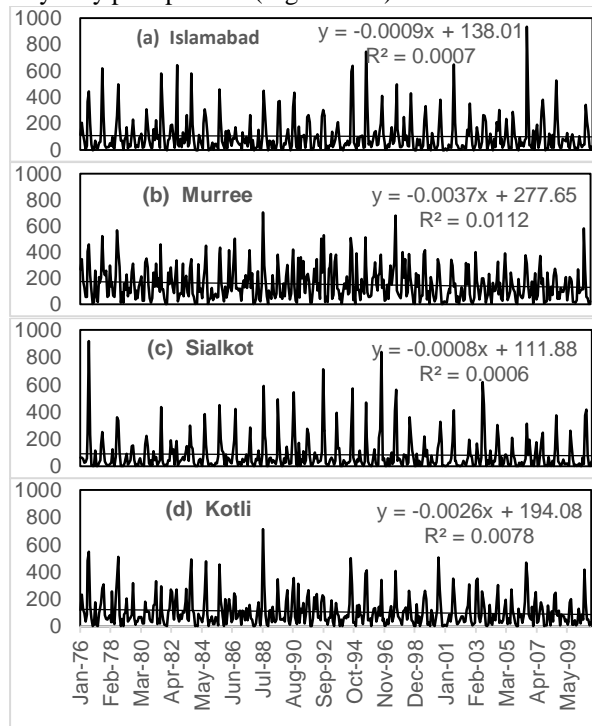 (a) Islamabad
y = -0.0009x + 138.01
R² = 0.0007
1000
800
600
400
200
0
(b) Murree
y = -0.0037x + 277.65
R² = 0.0112
1000
800
600
400
200
0
(c) Sialkot
y = -0.0008x + 111.88
R² = 0.0006
1000
800
600
400
200
0
(d) Kotli
y = -0.0026x + 194.08
R² = 0.0078
1000
800
600
400
200
0
Jan-76
Feb-78
Mar-80
Apr-82
May-84
Jun-86
Jul-88
Aug-90
Sep-92
Oct-94
Nov-96
Dec-98
Jan-01
Feb-03
Mar-05
Apr-07
May-09